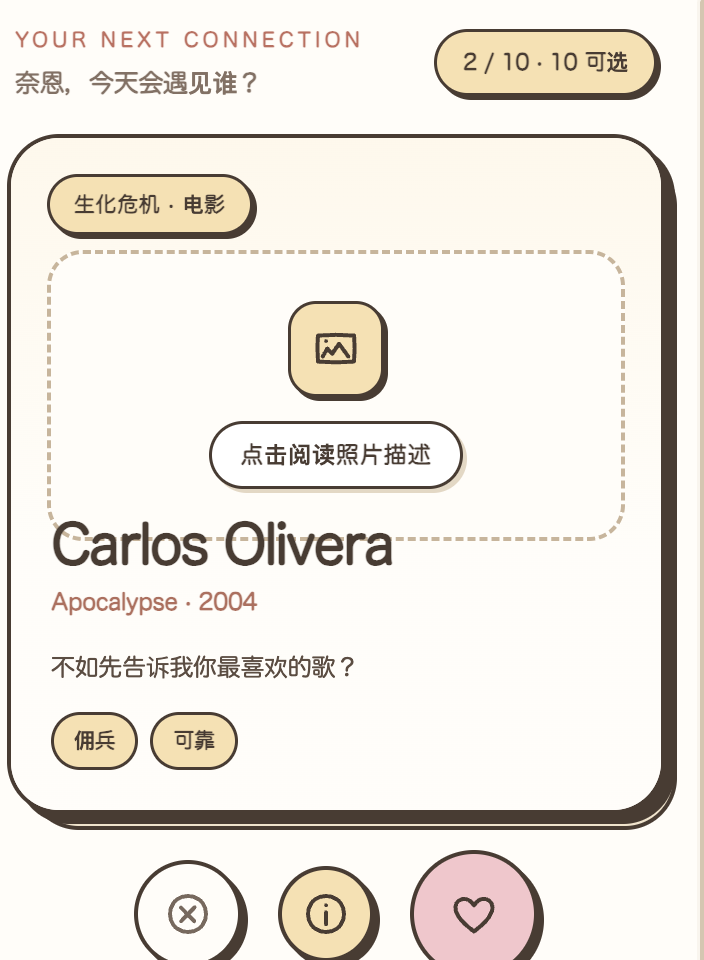 YOUR NEXT CONNECTION
奈恩，今天会遇见谁？
2 / 10 · 10 可选
生化危机 · 电影
点击阅读照片描述
Carlos Olivera
Apocalypse · 2004
不如先告诉我你最喜欢的歌？
佣兵
可靠